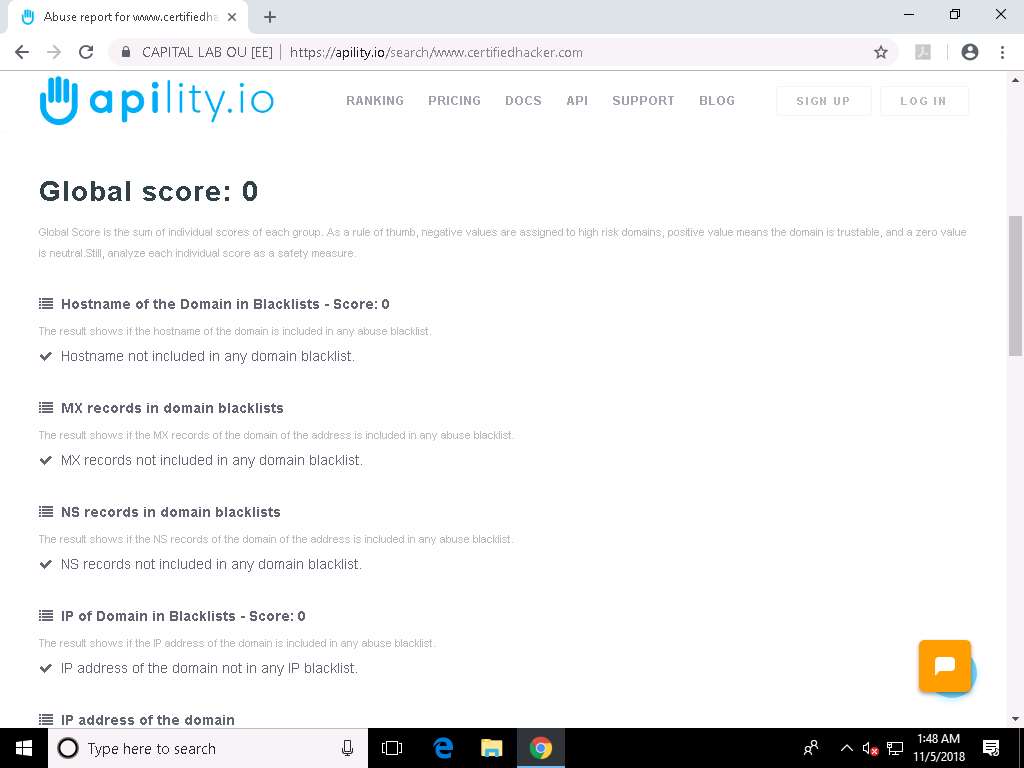 Abuse report for www.certifiedha
CAPITAL LAB OU [EE] | https://apility.io/search/www.certifiedhacker.com
apility.io
RANKING PRICING DOCS API SUPPORT BLOG SIGN UP LOG IN
Global score: 0
Global Score is the sum of individual scores of each group. As a rule of thumb, negative values are assigned to high risk domains, positive value means the domain is trustable, and a zero value
is neutral.Still, analyze each individual score as a safety measure.
Hostname of the Domain in Blacklists - Score: 0
The result shows if the hostname of the domain is included in any abuse blacklist.
Hostname not included in any domain blacklist.
MX records in domain blacklists
The result shows if the MX records of the domain of the address is included in any abuse blacklist.
MX records not included in any domain blacklist.
NS records in domain blacklists
The result shows if the NS records of the domain of the address is included in any abuse blacklist.
NS records not included in any domain blacklist.
IP of Domain in Blacklists - Score: 0
The result shows if the IP address of the domain is included in any abuse blacklist.
IP address of the domain not in any IP blacklist.
IP address of the domain
Type here to search
1:48 AM
11/5/2018